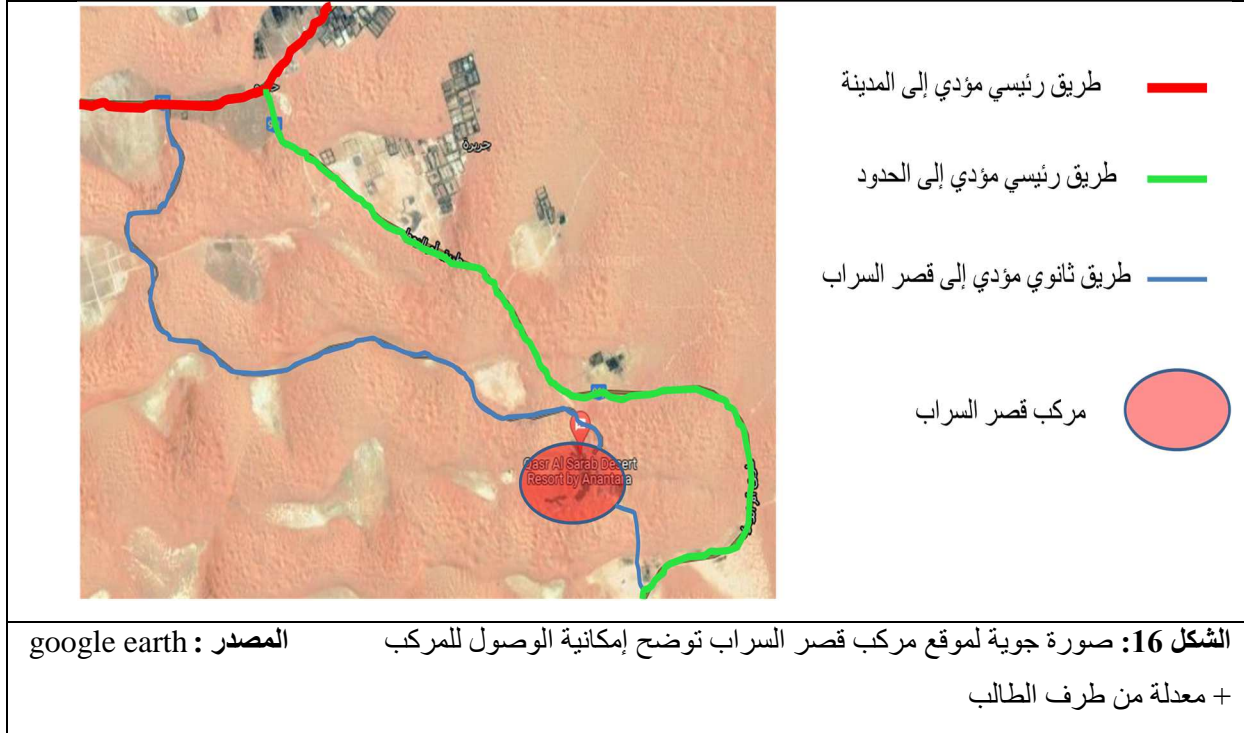 طريق رئيسي مؤدي إلى المدينة
طريق رئيسي مؤدي إلى الحدود
طريق ثانوي مؤدي إلى قصر السراب
مركب قصر السراب
جريرة
Qasr Al Sarab Desert
Resort by Anantara
الشكل 16: صورة جوية لموقع مركب قصر السراب توضح إمكانية الوصول للمركب المصدر : google earth
+ معدلة من طرف الطالب